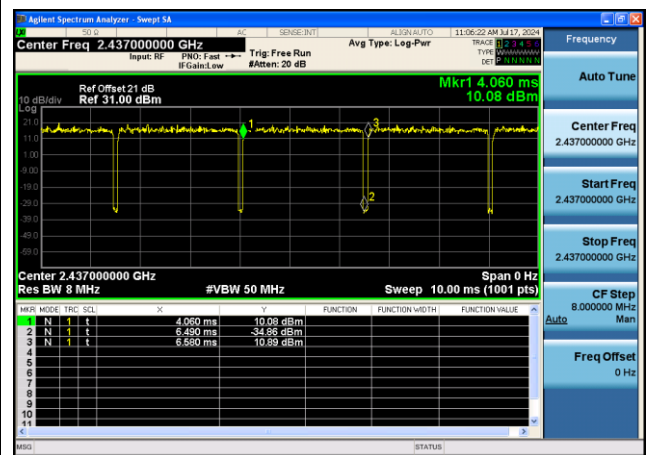 Agilent Spectrum Analyzer - Swept SA
50 Ω AC SENSE:INT ALIGN AUTO 11:06:22 AM Jul 17, 2024
Center Freq 2.437000000 GHz
Input: RF PNO: Fast IFGain:Low
Trig: Free Run #Atten: 20 dB
Avg Type: Log-Pwr
TRACE 1 2 3 4 5 6
TYPE
DET P N N N N N
Frequency
Mkr1 4.060 ms
10.08 dBm
Ref Offset 21 dB
10 dB/div Ref 31.00 dBm
Log
21.0
11.0
1.00
-9.00
-19.0
-29.0
-39.0
-49.0
-59.0
1
3
2
Center 2.437000000 GHz Span 0 Hz
Res BW 8 MHz #VBW 50 MHz Sweep 10.00 ms (1001 pts)
MKR MODE TRC SCL X Y FUNCTION FUNCTION WIDTH FUNCTION VALUE
1 N 1 t 4.060 ms 10.08 dBm
2 N 1 t 6.490 ms -34.86 dBm
3 N 1 t 6.580 ms 10.89 dBm
4
5
6
7
8
9
10
11
MSG STATUS
Auto Tune
Center Freq
2.437000000 GHz
Start Freq
2.437000000 GHz
Stop Freq
2.437000000 GHz
CF Step
8.000000 MHz
Auto Man
Freq Offset
0 Hz